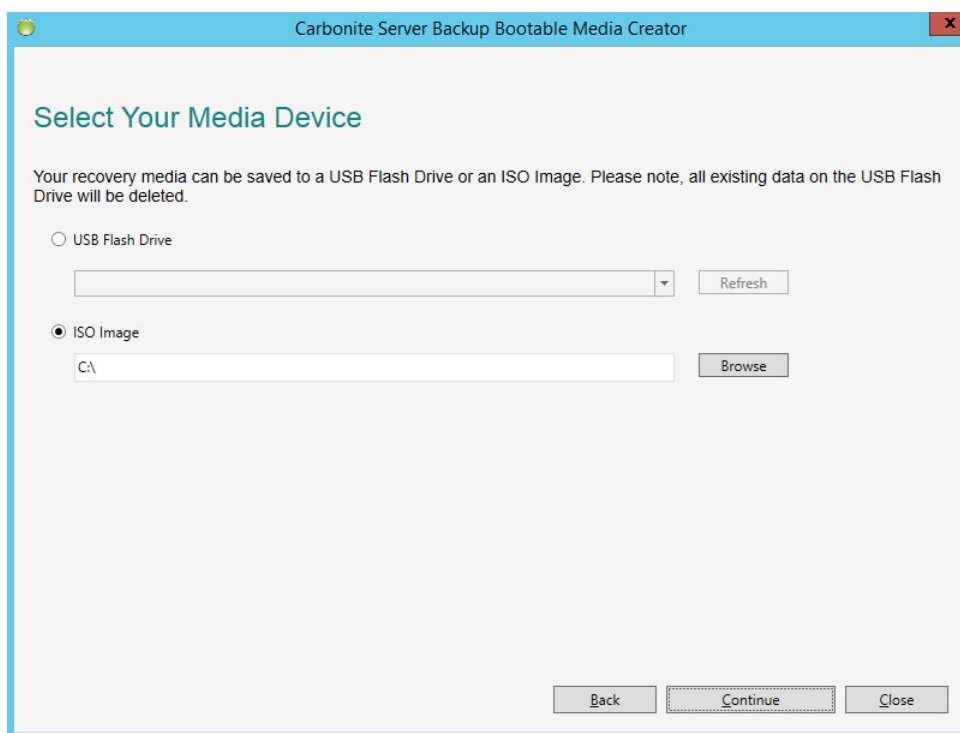 Carbonite Server Backup Bootable Media Creator
x
Select Your Media Device
Your recovery media can be saved to a USB Flash Drive or an ISO Image. Please note, all existing data on the USB Flash
Drive will be deleted.
USB Flash Drive
Refresh
ISO Image
C:\
Browse
Back
Continue
Close